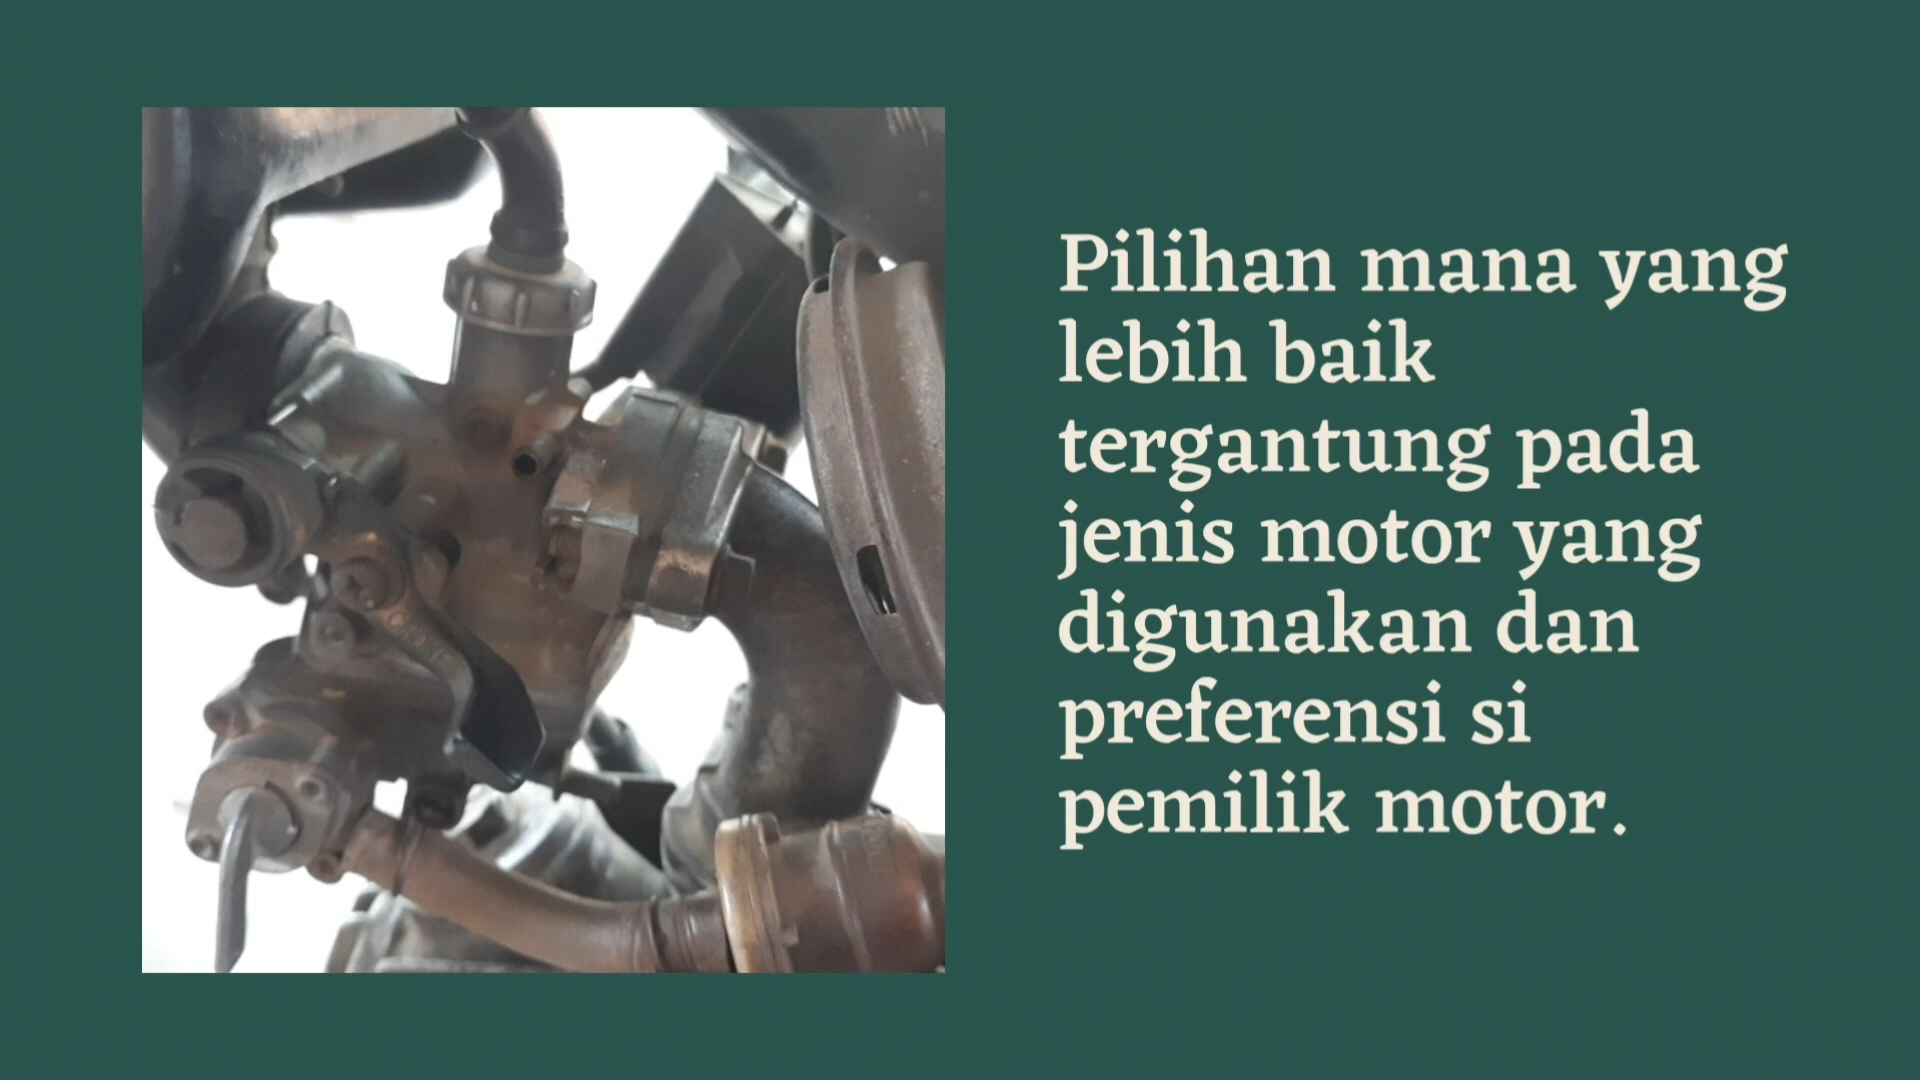 Pilihan mana yang
lebih baik
tergantung pada
jenis motor yang
digunakan dan
preferensi si
pemilik motor.